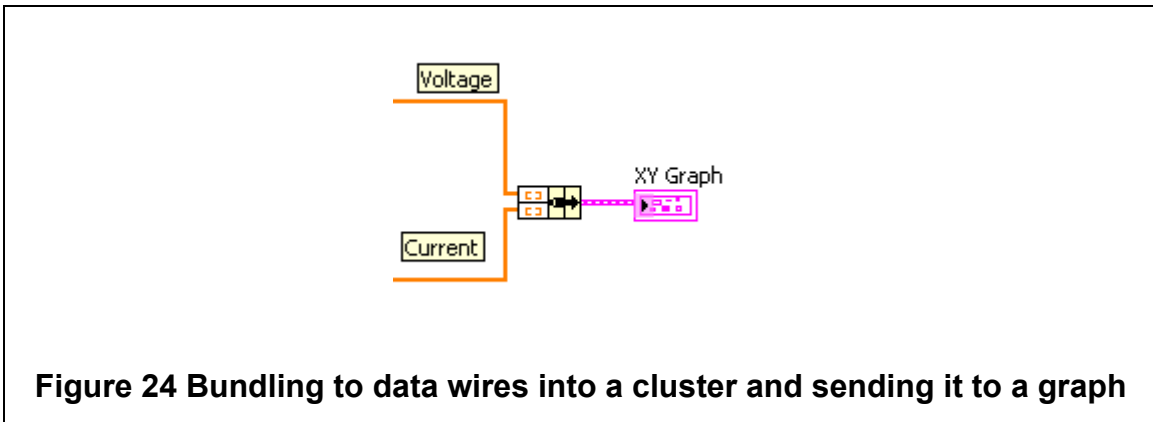 Voltage
XY Graph
Current
Figure 24 Bundling to data wires into a cluster and sending it to a graph